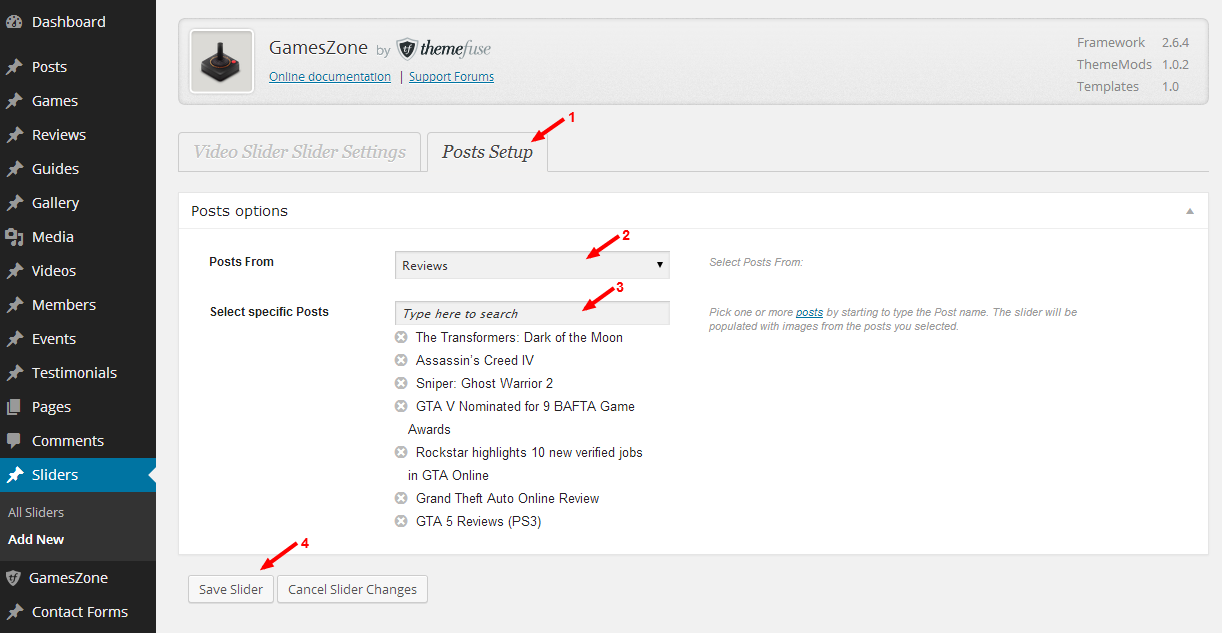 Dashboard
Posts
Games
Reviews
Guides
Gallery
Media
Videos
Members
Events
Testimonials
Pages
Comments
Sliders
All Sliders
Add New
GamesZone
Contact Forms
GamesZone by themefuse
Online documentation | Support Forums
Framework 2.6.4
ThemeMods 1.0.2
Templates 1.0
1
Video Slider Slider Settings
Posts Setup
Posts options
2
Posts From
Reviews
Select Posts From:
3
Select specific Posts
Type here to search
Pick one or more posts by starting to type the Post name. The slider will be
populated with images from the posts you selected.
The Transformers: Dark of the Moon
Assassin's Creed IV
Sniper: Ghost Warrior 2
GTA V Nominated for 9 BAFTA Game
Awards
Rockstar highlights 10 new verified jobs
in GTA Online
Grand Theft Auto Online Review
GTA 5 Reviews (PS3)
4
Save Slider
Cancel Slider Changes